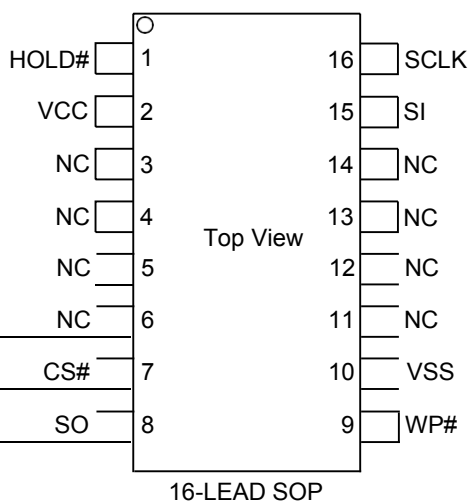 HOLD# 1 16 SCLK
VCC 2 15 SI
NC 3 14 NC
NC 4 13 NC
Top View
NC 5 12 NC
NC 6 11 NC
CS# 7 10 VSS
SO 8 9 WP#
16-LEAD SOP